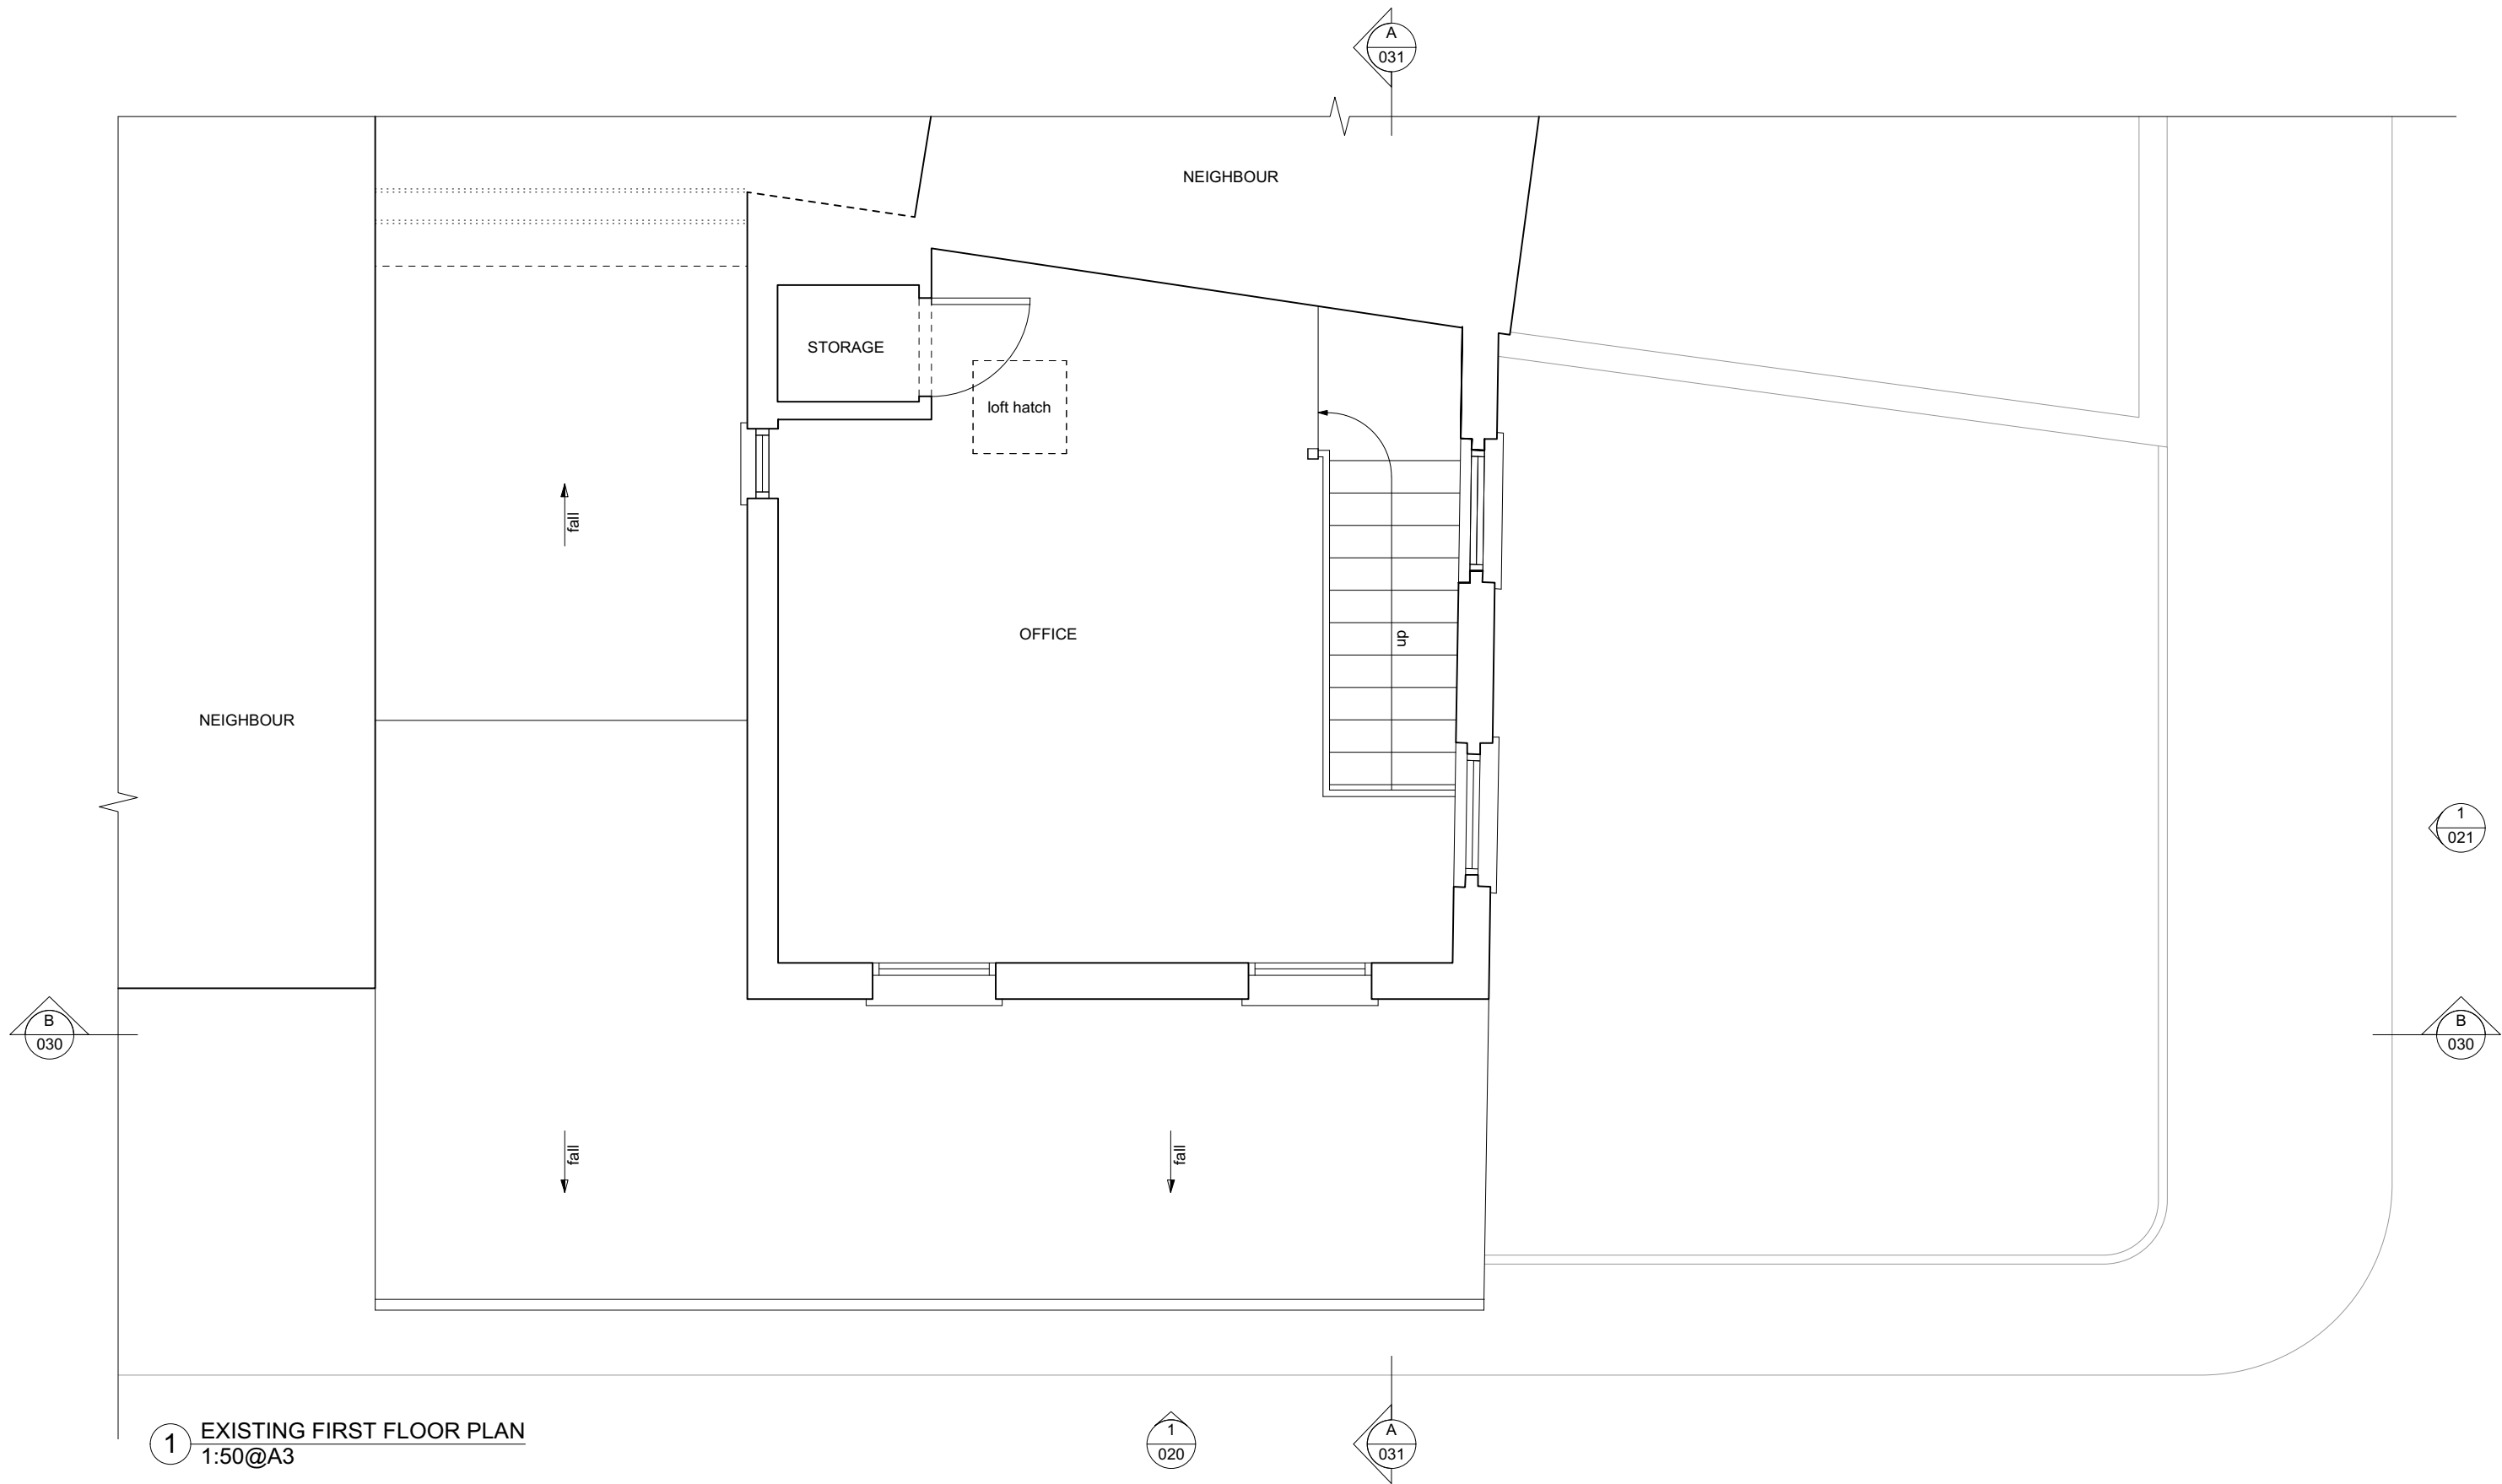 A
031
NEIGHBOUR
STORAGE
loft hatch
fall
OFFICE
dn
NEIGHBOUR
1
021
B
030
B
030
fall
fall
1 EXISTING FIRST FLOOR PLAN
1:50@A3
1
020
A
031